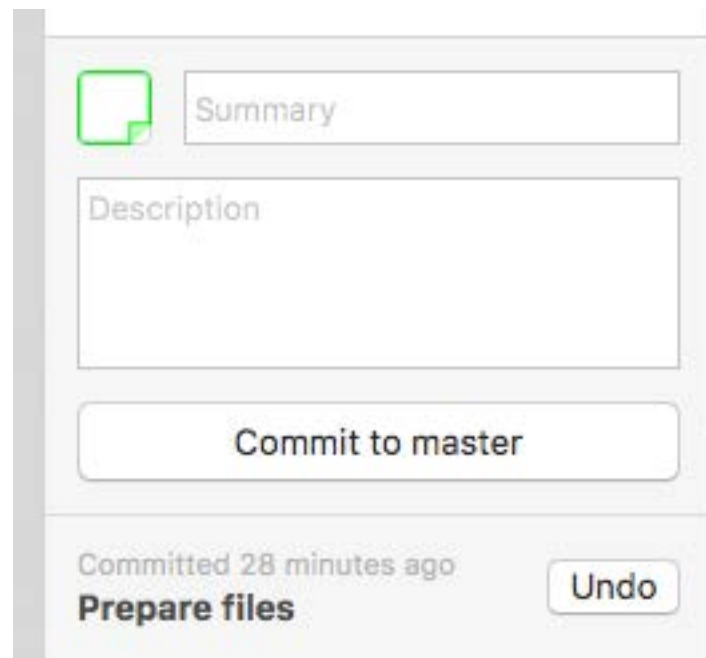 Summary
Description
Commit to master
Committed 28 minutes ago
Prepare files
Undo